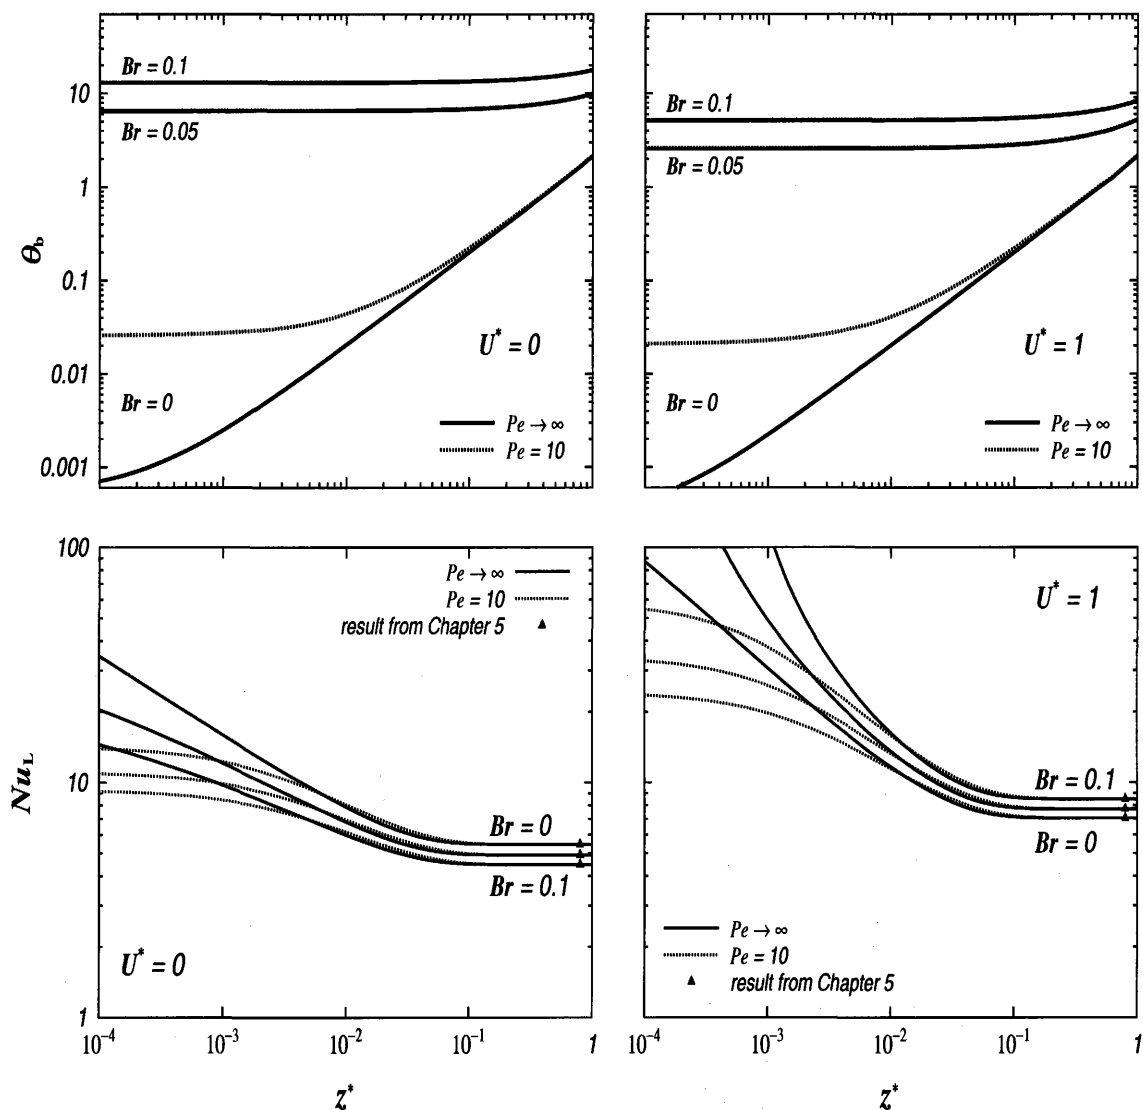 Br = 0.1
10
Br = 0.05
1
θb
0.1
U* = 0
0.01
Br = 0
Pe → ∞
Pe = 10
0.001
Br = 0.1
Br = 0.05
U* = 1
Br = 0
Pe → ∞
Pe = 10
100
Pe → ∞
Pe = 10
result from Chapter 5
NuL
10
Br = 0
Br = 0.1
U* = 0
1
10⁻⁴ 10⁻³ 10⁻² 10⁻¹ 1
z*
U* = 1
Br = 0.1
Br = 0
Pe → ∞
Pe = 10
result from Chapter 5
10⁻⁴ 10⁻³ 10⁻² 10⁻¹ 1
z*